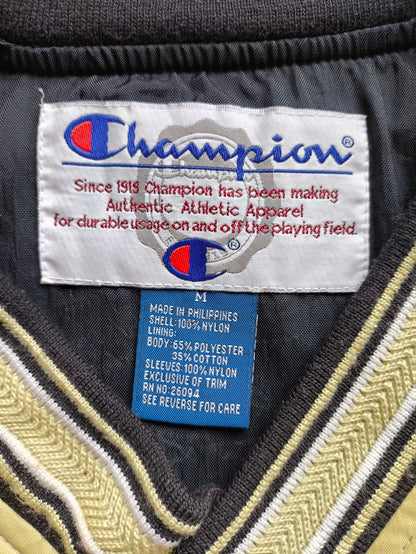 Champion®
Since 1919 Champion has been making
Authentic Athletic Apparel
for durable usage on and off the playing field.
®
M
MADE IN PHILIPPINES
SHELL: 100% NYLON
LINING:
BODY: 65% POLYESTER
35% COTTON
SLEEVES: 100% NYLON
EXCLUSIVE OF TRIM
RN NO: 26094
SEE REVERSE FOR CARE